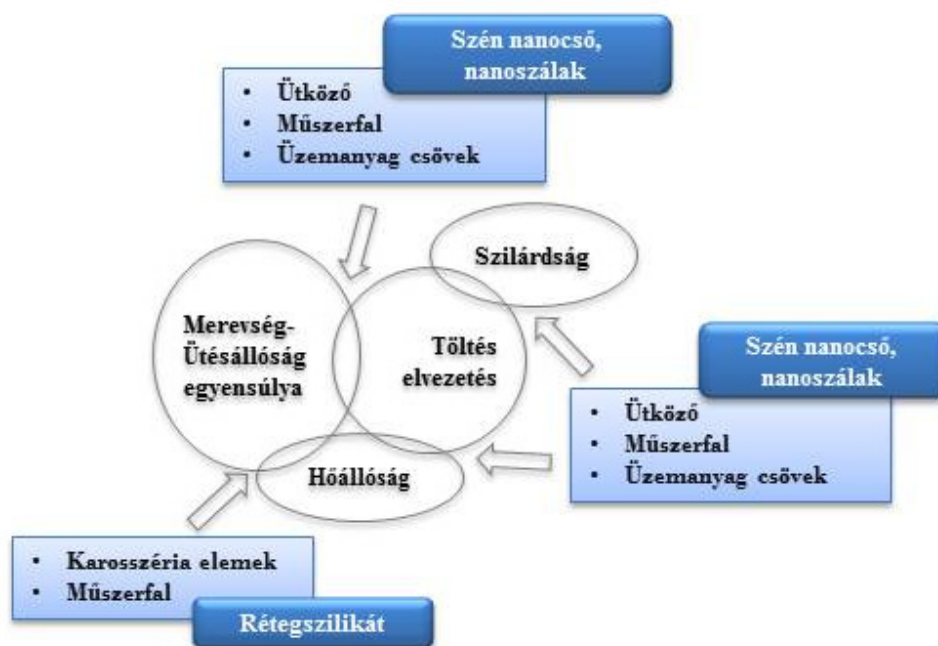 Szén nanocső,
nanoszálak
• Ütköző
• Műszerfal
• Üzemanyag csövek
Szilárdság
Merevség-
Ütésállóság
egyensúlya
Töltés
elvezetés
Hőállóság
Szén nanocső,
nanoszálak
• Ütköző
• Műszerfal
• Üzemanyag csövek
• Karosszéria elemek
• Műszerfal
Rétegszilikát